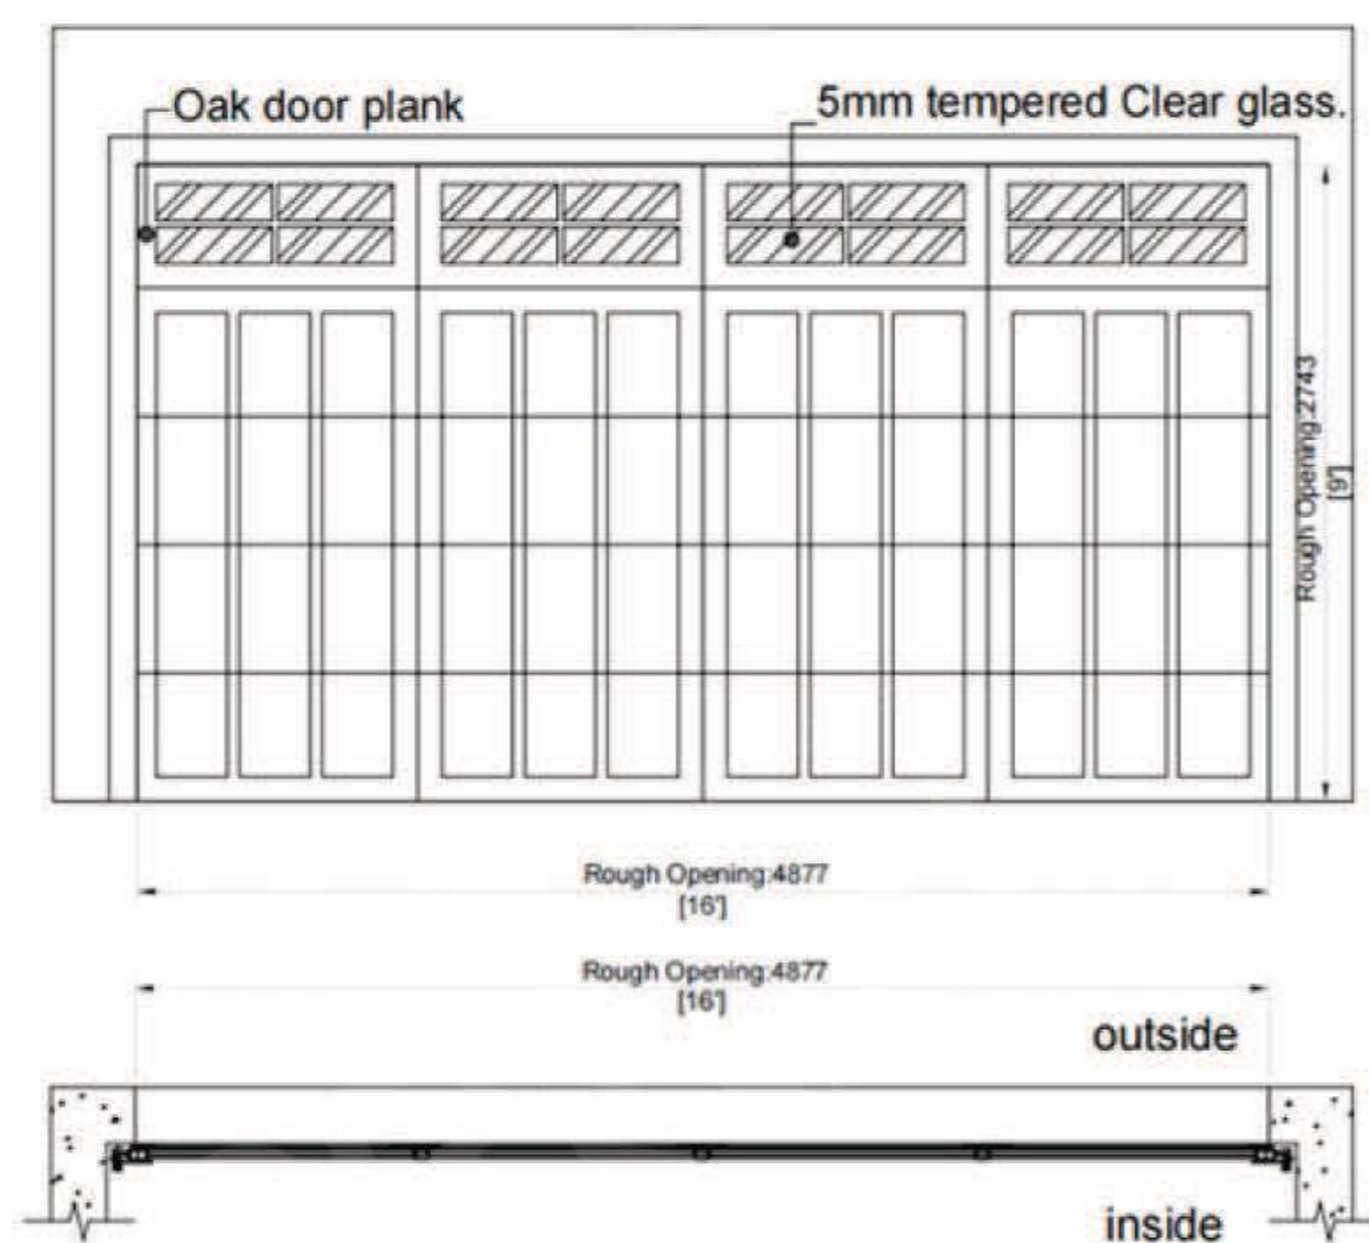 Oak door plank
5mm tempered Clear glass.
Rough Opening:2743
[9']
Rough Opening:4877
[16']
Rough Opening:4877
[16']
outside
inside